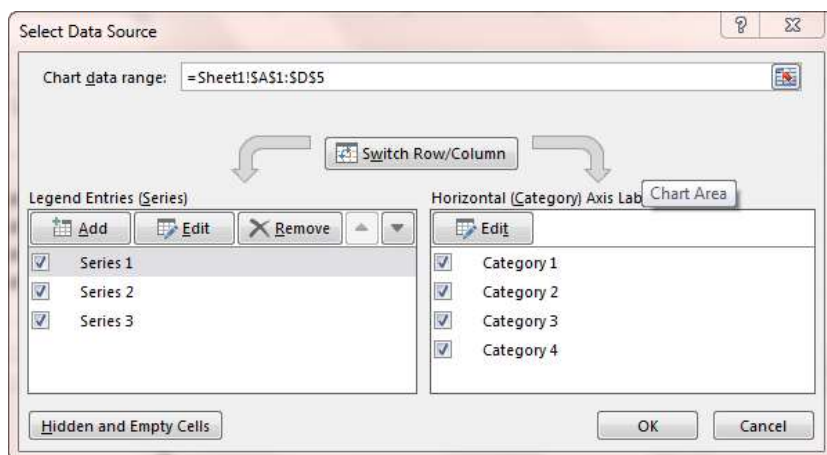 Select Data Source
Chart data range: =Sheet1!$A$1:$D$5
Switch Row/Column
Legend Entries (Series)
Add Edit Remove
Series 1
Series 2
Series 3
Horizontal (Category) Axis Lab
Chart Area
Edit
Category 1
Category 2
Category 3
Category 4
Hidden and Empty Cells
OK Cancel